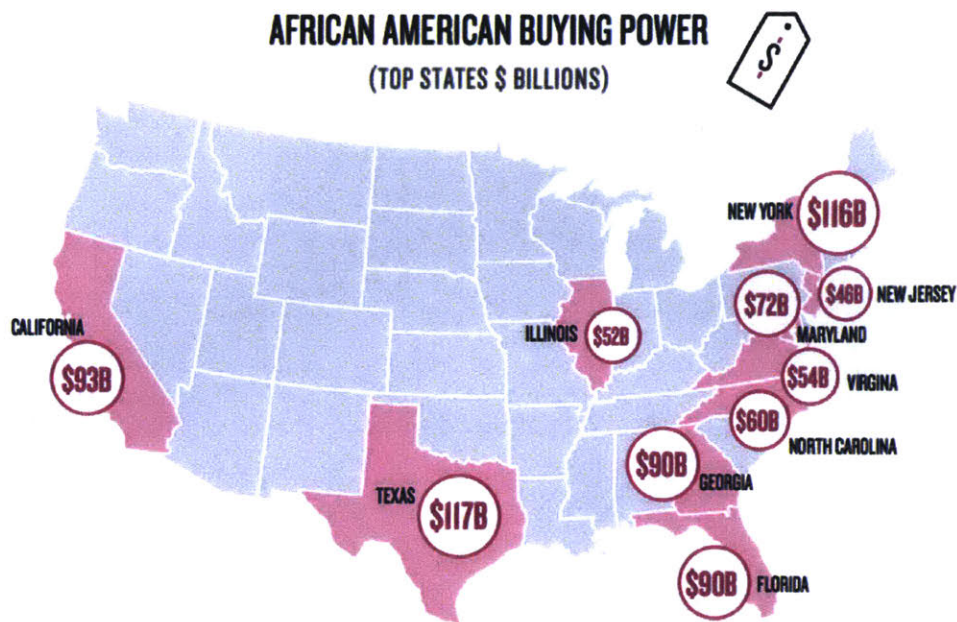 AFRICAN AMERICAN BUYING POWER
(TOP STATES $ BILLIONS)
$
NEW YORK
$116B
$46B
NEW JERSEY
$72B
MARYLAND
ILLINOIS
$52B
CALIFORNIA
$93B
$54B
VIRGINA
$60B
NORTH CAROLINA
$90B
GEORGIA
TEXAS
$117B
$90B
FLORIDA